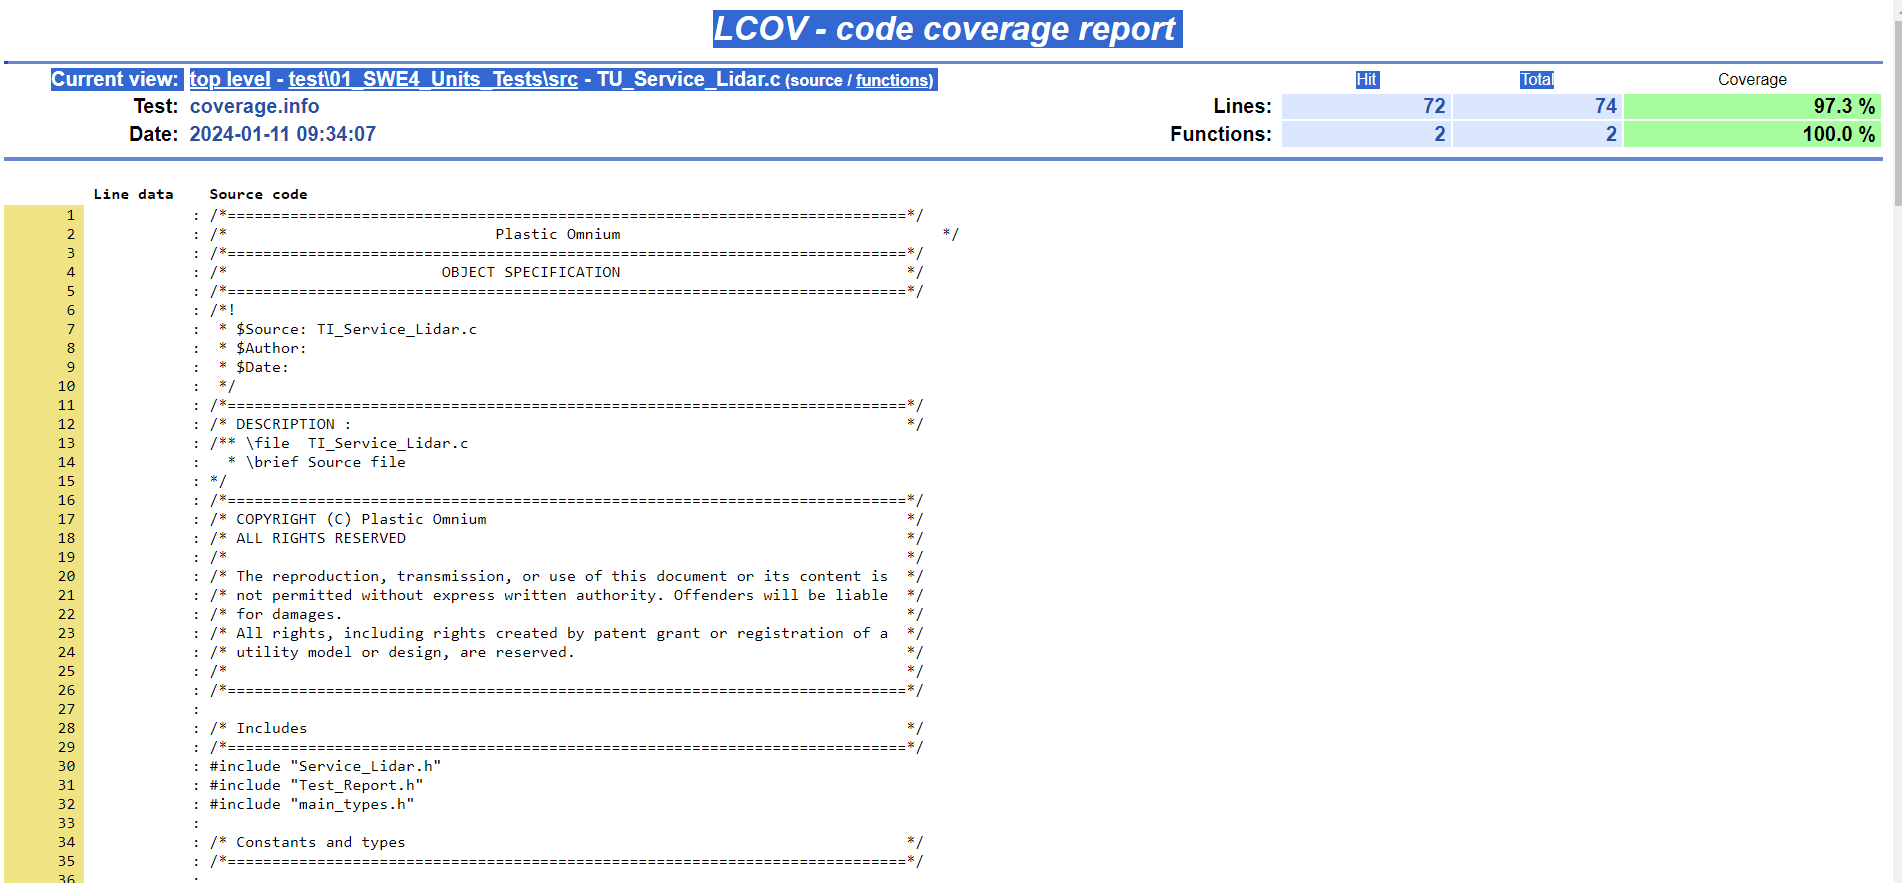 LCOV - code coverage report
Current view: top level - test\01_SWE4_Units_Tests\src - TU_Service_Lidar.c (source / functions) Hit Total Coverage
Test: coverage.info Lines: 72 74 97.3 %
Date: 2024-01-11 09:34:07 Functions: 2 2 100.0 %
Line data Source code
1 : /*============================================================================*/
2 : /* Plastic Omnium */
3 : /*============================================================================*/
4 : /* OBJECT SPECIFICATION */
5 : /*============================================================================*/
6 : /*!
7 : * $Source: TI_Service_Lidar.c
8 : * $Author:
9 : * $Date:
10 : */
11 : /*============================================================================*/
12 : /* DESCRIPTION : */
13 : /** \file TI_Service_Lidar.c
14 : * \brief Source file
15 : */
16 : /*============================================================================*/
17 : /* COPYRIGHT (C) Plastic Omnium */
18 : /* ALL RIGHTS RESERVED */
19 : /* */
20 : /* The reproduction, transmission, or use of this document or its content is */
21 : /* not permitted without express written authority. Offenders will be liable */
22 : /* for damages. */
23 : /* All rights, including rights created by patent grant or registration of a */
24 : /* utility model or design, are reserved. */
25 : /* */
26 : /*============================================================================*/
27 :
28 : /* Includes */
29 : /*============================================================================*/
30 : #include "Service_Lidar.h"
31 : #include "Test_Report.h"
32 : #include "main_types.h"
33 :
34 : /* Constants and types */
35 : /*============================================================================*/
36 :